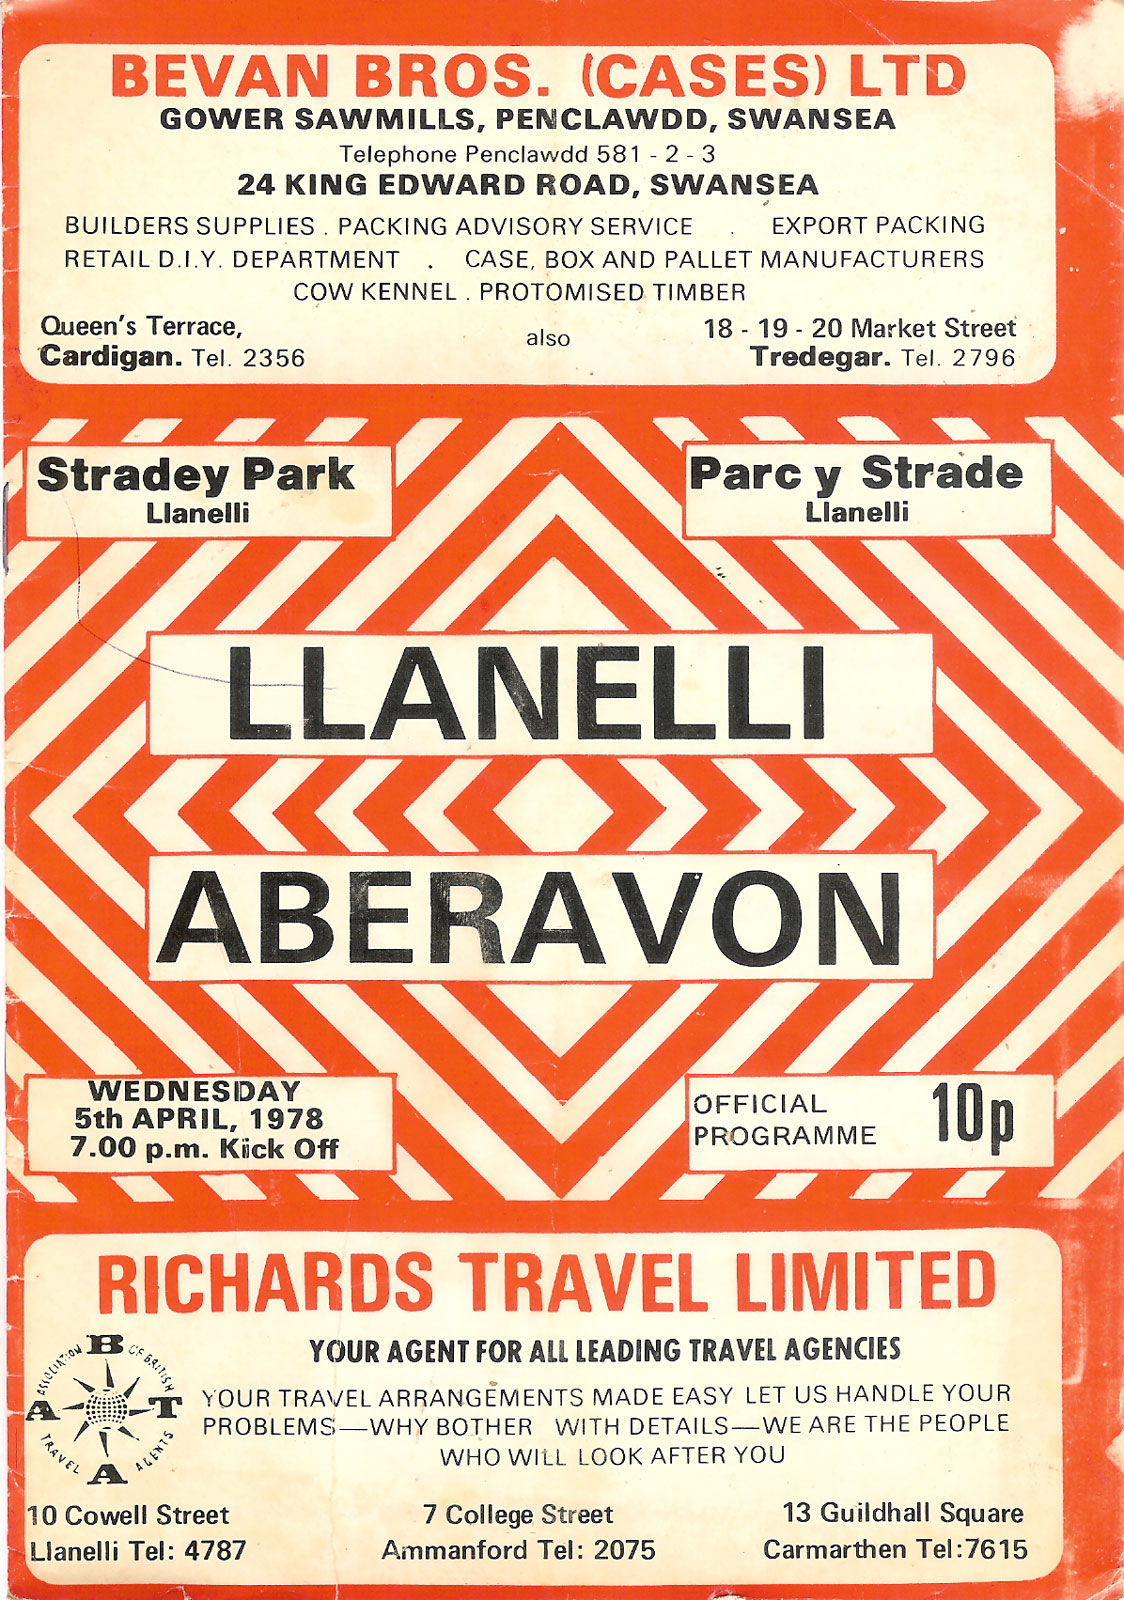 BEVAN BROS. (CASES) LTD
GOWER SAWMILLS, PENCLAWDD, SWANSEA
Telephone Penclawdd 581 - 2 - 3
24 KING EDWARD ROAD, SWANSEA
BUILDERS SUPPLIES . PACKING ADVISORY SERVICE . EXPORT PACKING
RETAIL D.I.Y. DEPARTMENT . CASE, BOX AND PALLET MANUFACTURERS
COW KENNEL . PROTOMISED TIMBER
Queen's Terrace,
Cardigan. Tel. 2356
also
18 - 19 - 20 Market Street
Tredegar. Tel. 2796
Stradey Park
Llanelli
Parc y Strade
Llanelli
LLANELLI
ABERAVON
WEDNESDAY
5th APRIL, 1978
7.00 p.m. Kick Off
OFFICIAL
PROGRAMME
10p
RICHARDS TRAVEL LIMITED
YOUR AGENT FOR ALL LEADING TRAVEL AGENCIES
ABTA
ASSOCIATION OF BRITISH TRAVEL AGENTS
YOUR TRAVEL ARRANGEMENTS MADE EASY LET US HANDLE YOUR
PROBLEMS—WHY BOTHER WITH DETAILS—WE ARE THE PEOPLE
WHO WILL LOOK AFTER YOU
10 Cowell Street
Llanelli Tel: 4787
7 College Street
Ammanford Tel: 2075
13 Guildhall Square
Carmarthen Tel:7615